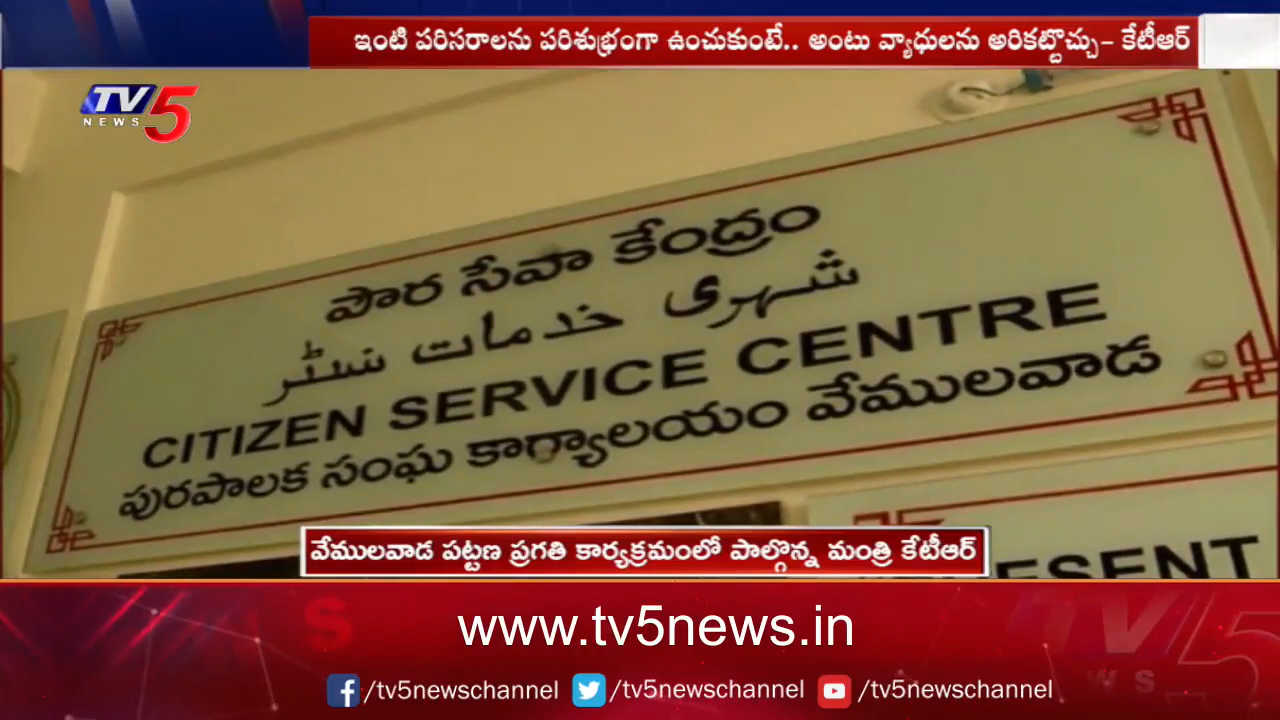 ఇంటి పరిసరాలను పరిశుభ్రంగా ఉంచుకుంటే.. అంటు వ్యాధులను అరికట్టొచ్చు- కేటీఆర్
TV5
NEWS
పౌర సేవా కేంద్రం
شہری خدمات سنٹر
CITIZEN SERVICE CENTRE
పురపాలక సంఘ కార్యాలయం వేములవాడ
వేములవాడ పట్టణ ప్రగతి కార్యక్రమంలో పాల్గొన్న మంత్రి కేటీఆర్
www.tv5news.in
/tv5newschannel /tv5newschannel /tv5newschannel